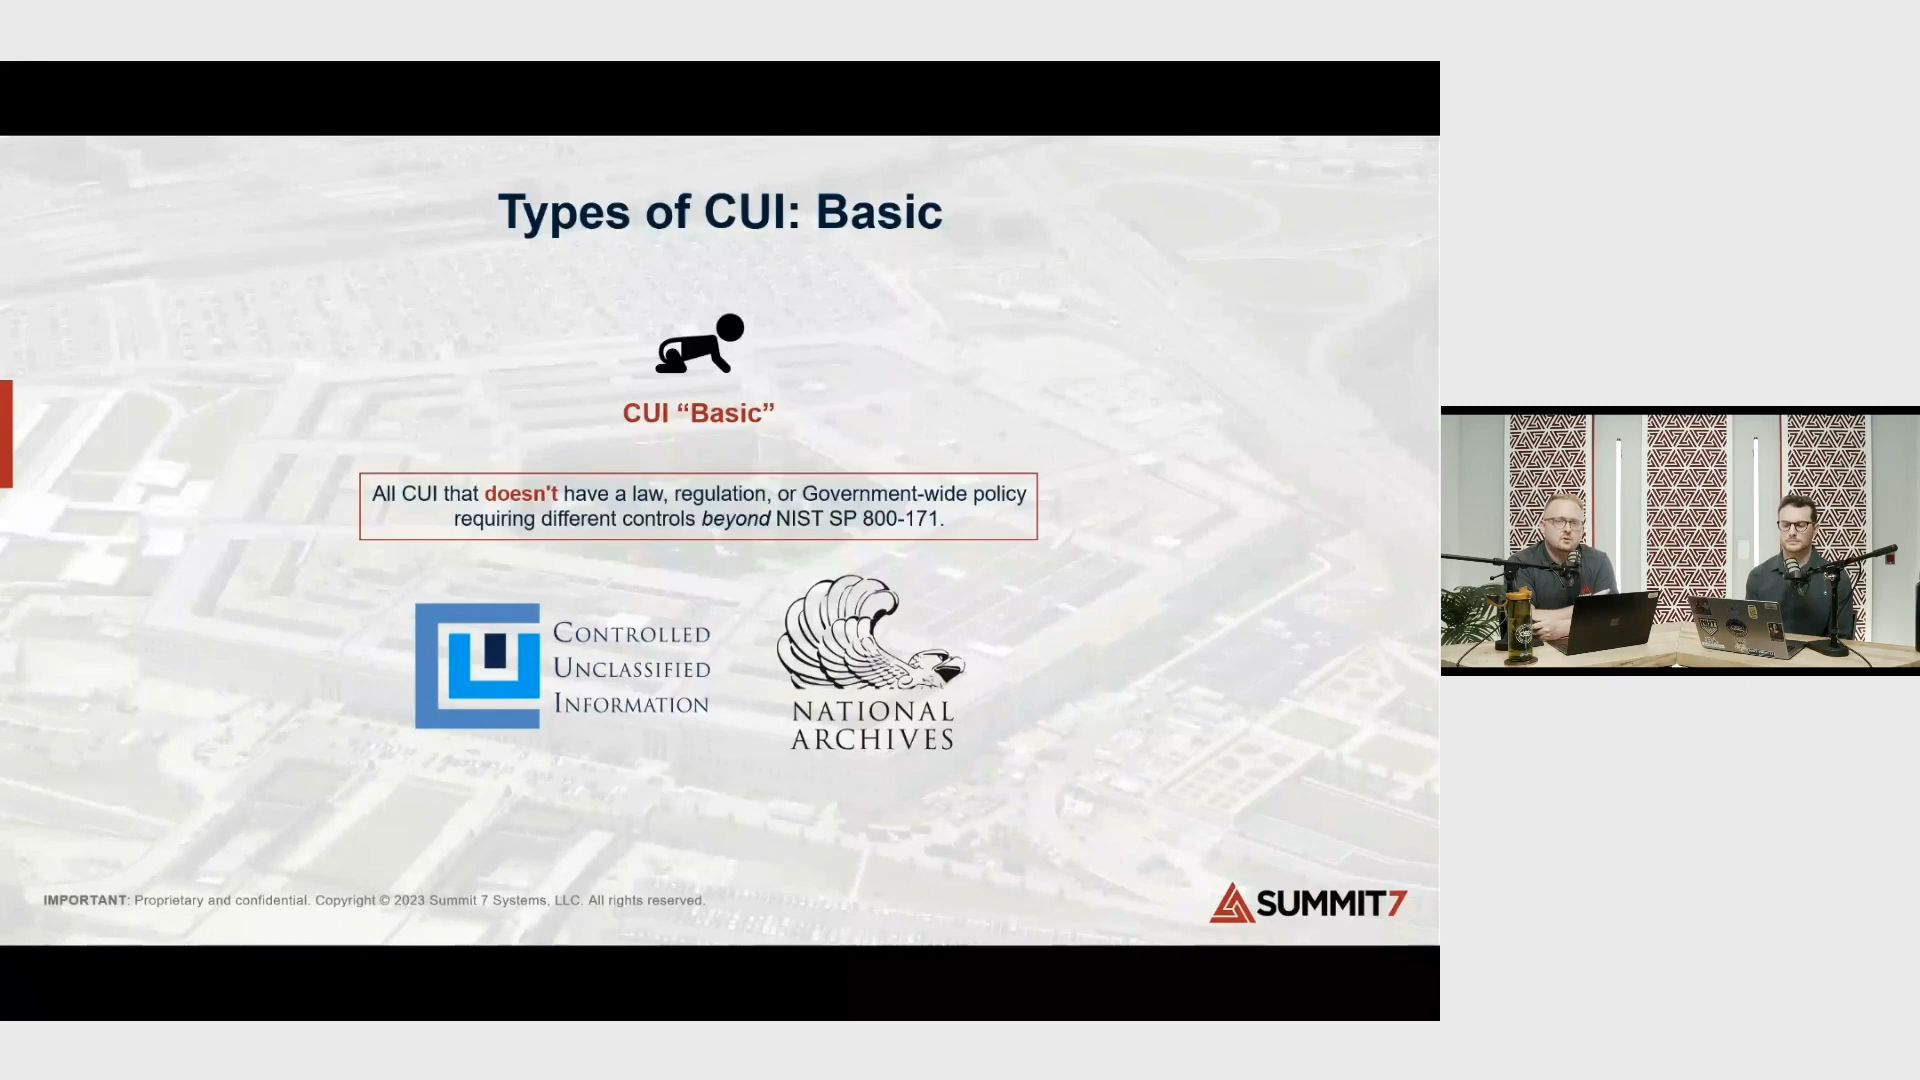 Types of CUI: Basic
CUI “Basic”
All CUI that doesn't have a law, regulation, or Government-wide policy
requiring different controls beyond NIST SP 800-171.
CONTROLLED
UNCLASSIFIED
INFORMATION
NATIONAL
ARCHIVES
IMPORTANT: Proprietary and confidential. Copyright © 2023 Summit 7 Systems, LLC. All rights reserved.
SUMMIT7